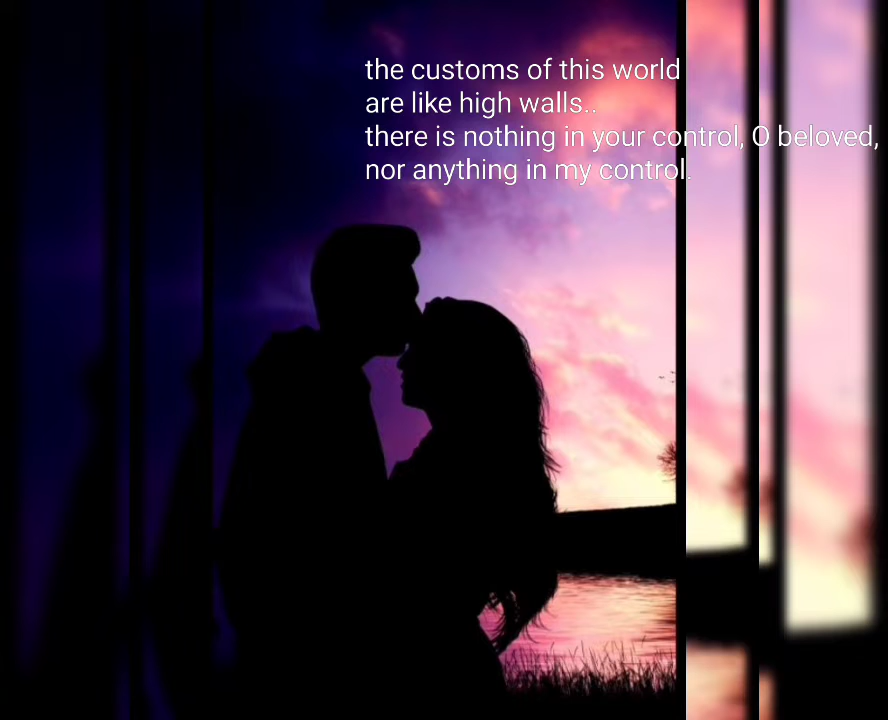 the customs of this world
are like high walls..
there is nothing in your control, O beloved,
nor anything in my control.